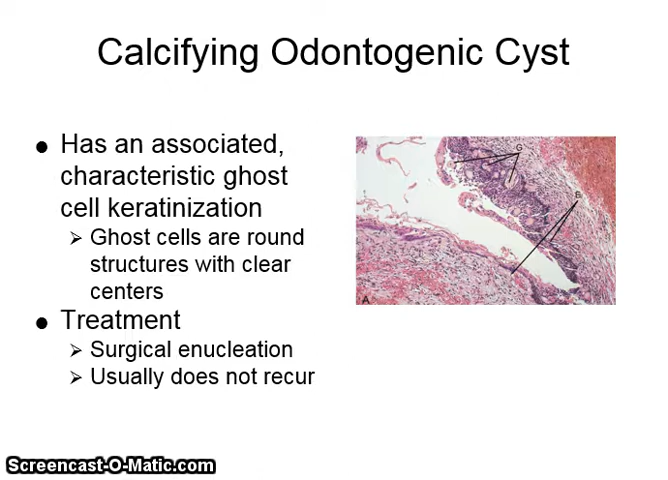 Calcifying Odontogenic Cyst
Has an associated,
characteristic ghost
cell keratinization
Ghost cells are round
structures with clear
centers
Treatment
Surgical enucleation
Usually does not recur
G
B
A
Screencast-O-Matic.com